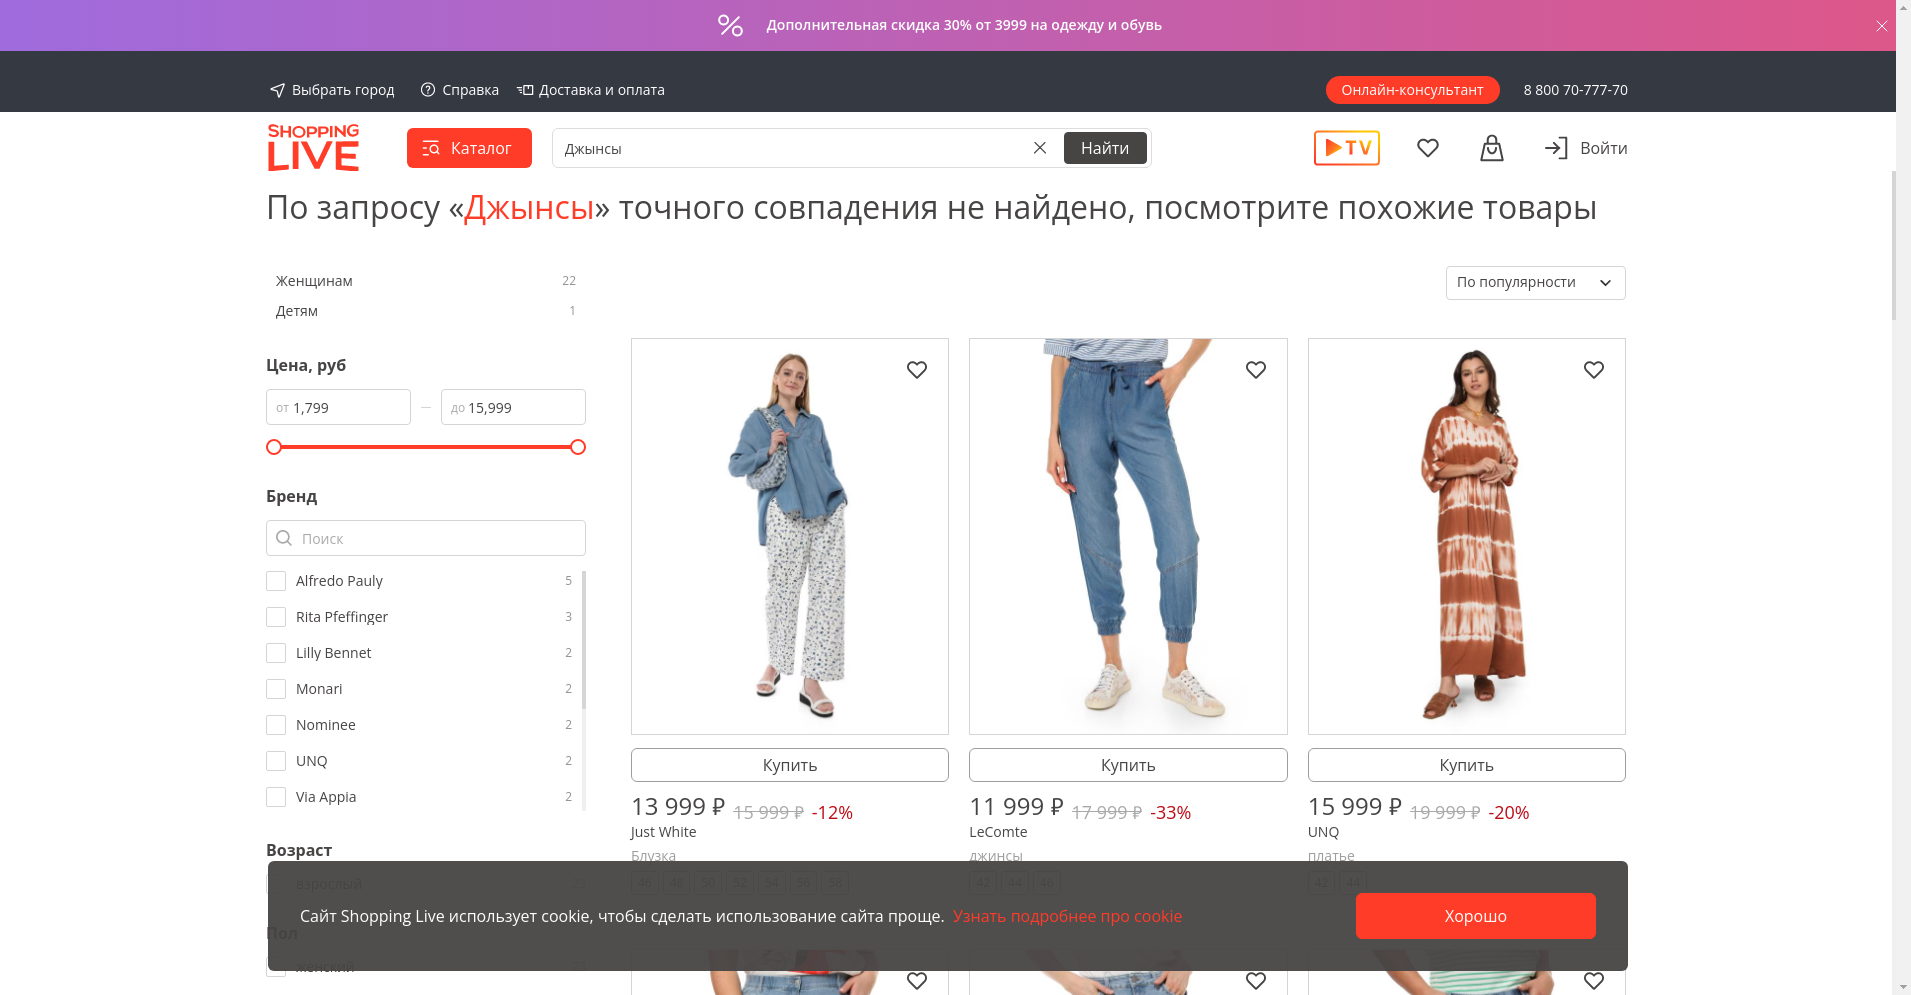 Дополнительная скидка 30% от 3999 на одежду и обувь
Выбрать город
Справка
Доставка и оплата
Онлайн-консультант
8 800 70-777-70
SHOPPING
LIVE
Каталог
Джынсы
Найти
TV
Войти
По запросу «Джынсы» точного совпадения не найдено, посмотрите похожие товары
Женщинам 22
Детям 1
По популярности
Цена, руб
от 1,799 — до 15,999
Бренд
Поиск
Alfredo Pauly 5
Rita Pfeffinger 3
Lilly Bennet 2
Monari 2
Nominee 2
UNQ 2
Via Appia 2
Возраст
взрослый 23
Пол
женский
Купить
13 999 ₽ 15 999 ₽ -12%
Just White
Блузка
46 48 50 52 54 56 58
Купить
11 999 ₽ 17 999 ₽ -33%
LeComte
джинсы
42 44 46
Купить
15 999 ₽ 19 999 ₽ -20%
UNQ
платье
42 44
Сайт Shopping Live использует cookie, чтобы сделать использование сайта проще. Узнать подробнее про cookie
Хорошо